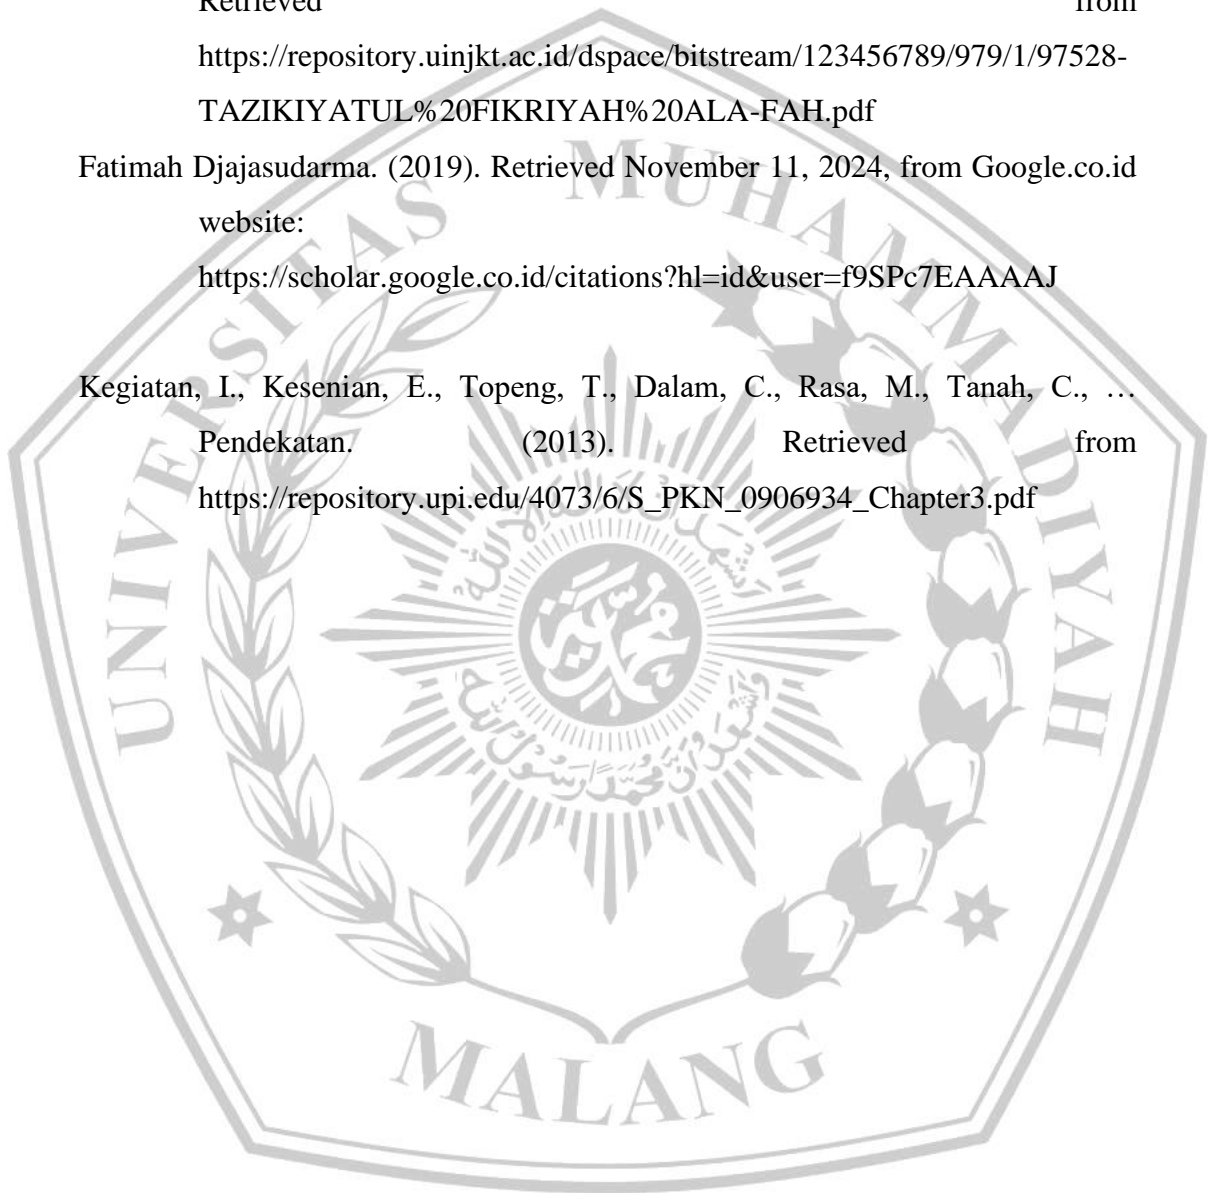 Retrieved from
https://repository.uinjkt.ac.id/dspace/bitstream/123456789/979/1/97528-
TAZIKIYATUL%20FIKRIYAH%20ALA-FAH.pdf
Fatimah Djajasudarma. (2019). Retrieved November 11, 2024, from Google.co.id
website:
https://scholar.google.co.id/citations?hl=id&user=f9SPc7EAAAAJ
Kegiatan, I., Kesenian, E., Topeng, T., Dalam, C., Rasa, M., Tanah, C., …
Pendekatan. (2013). Retrieved from
https://repository.upi.edu/4073/6/S_PKN_0906934_Chapter3.pdf
UNIVERSITAS MUHAMMADIYAH
MALANG